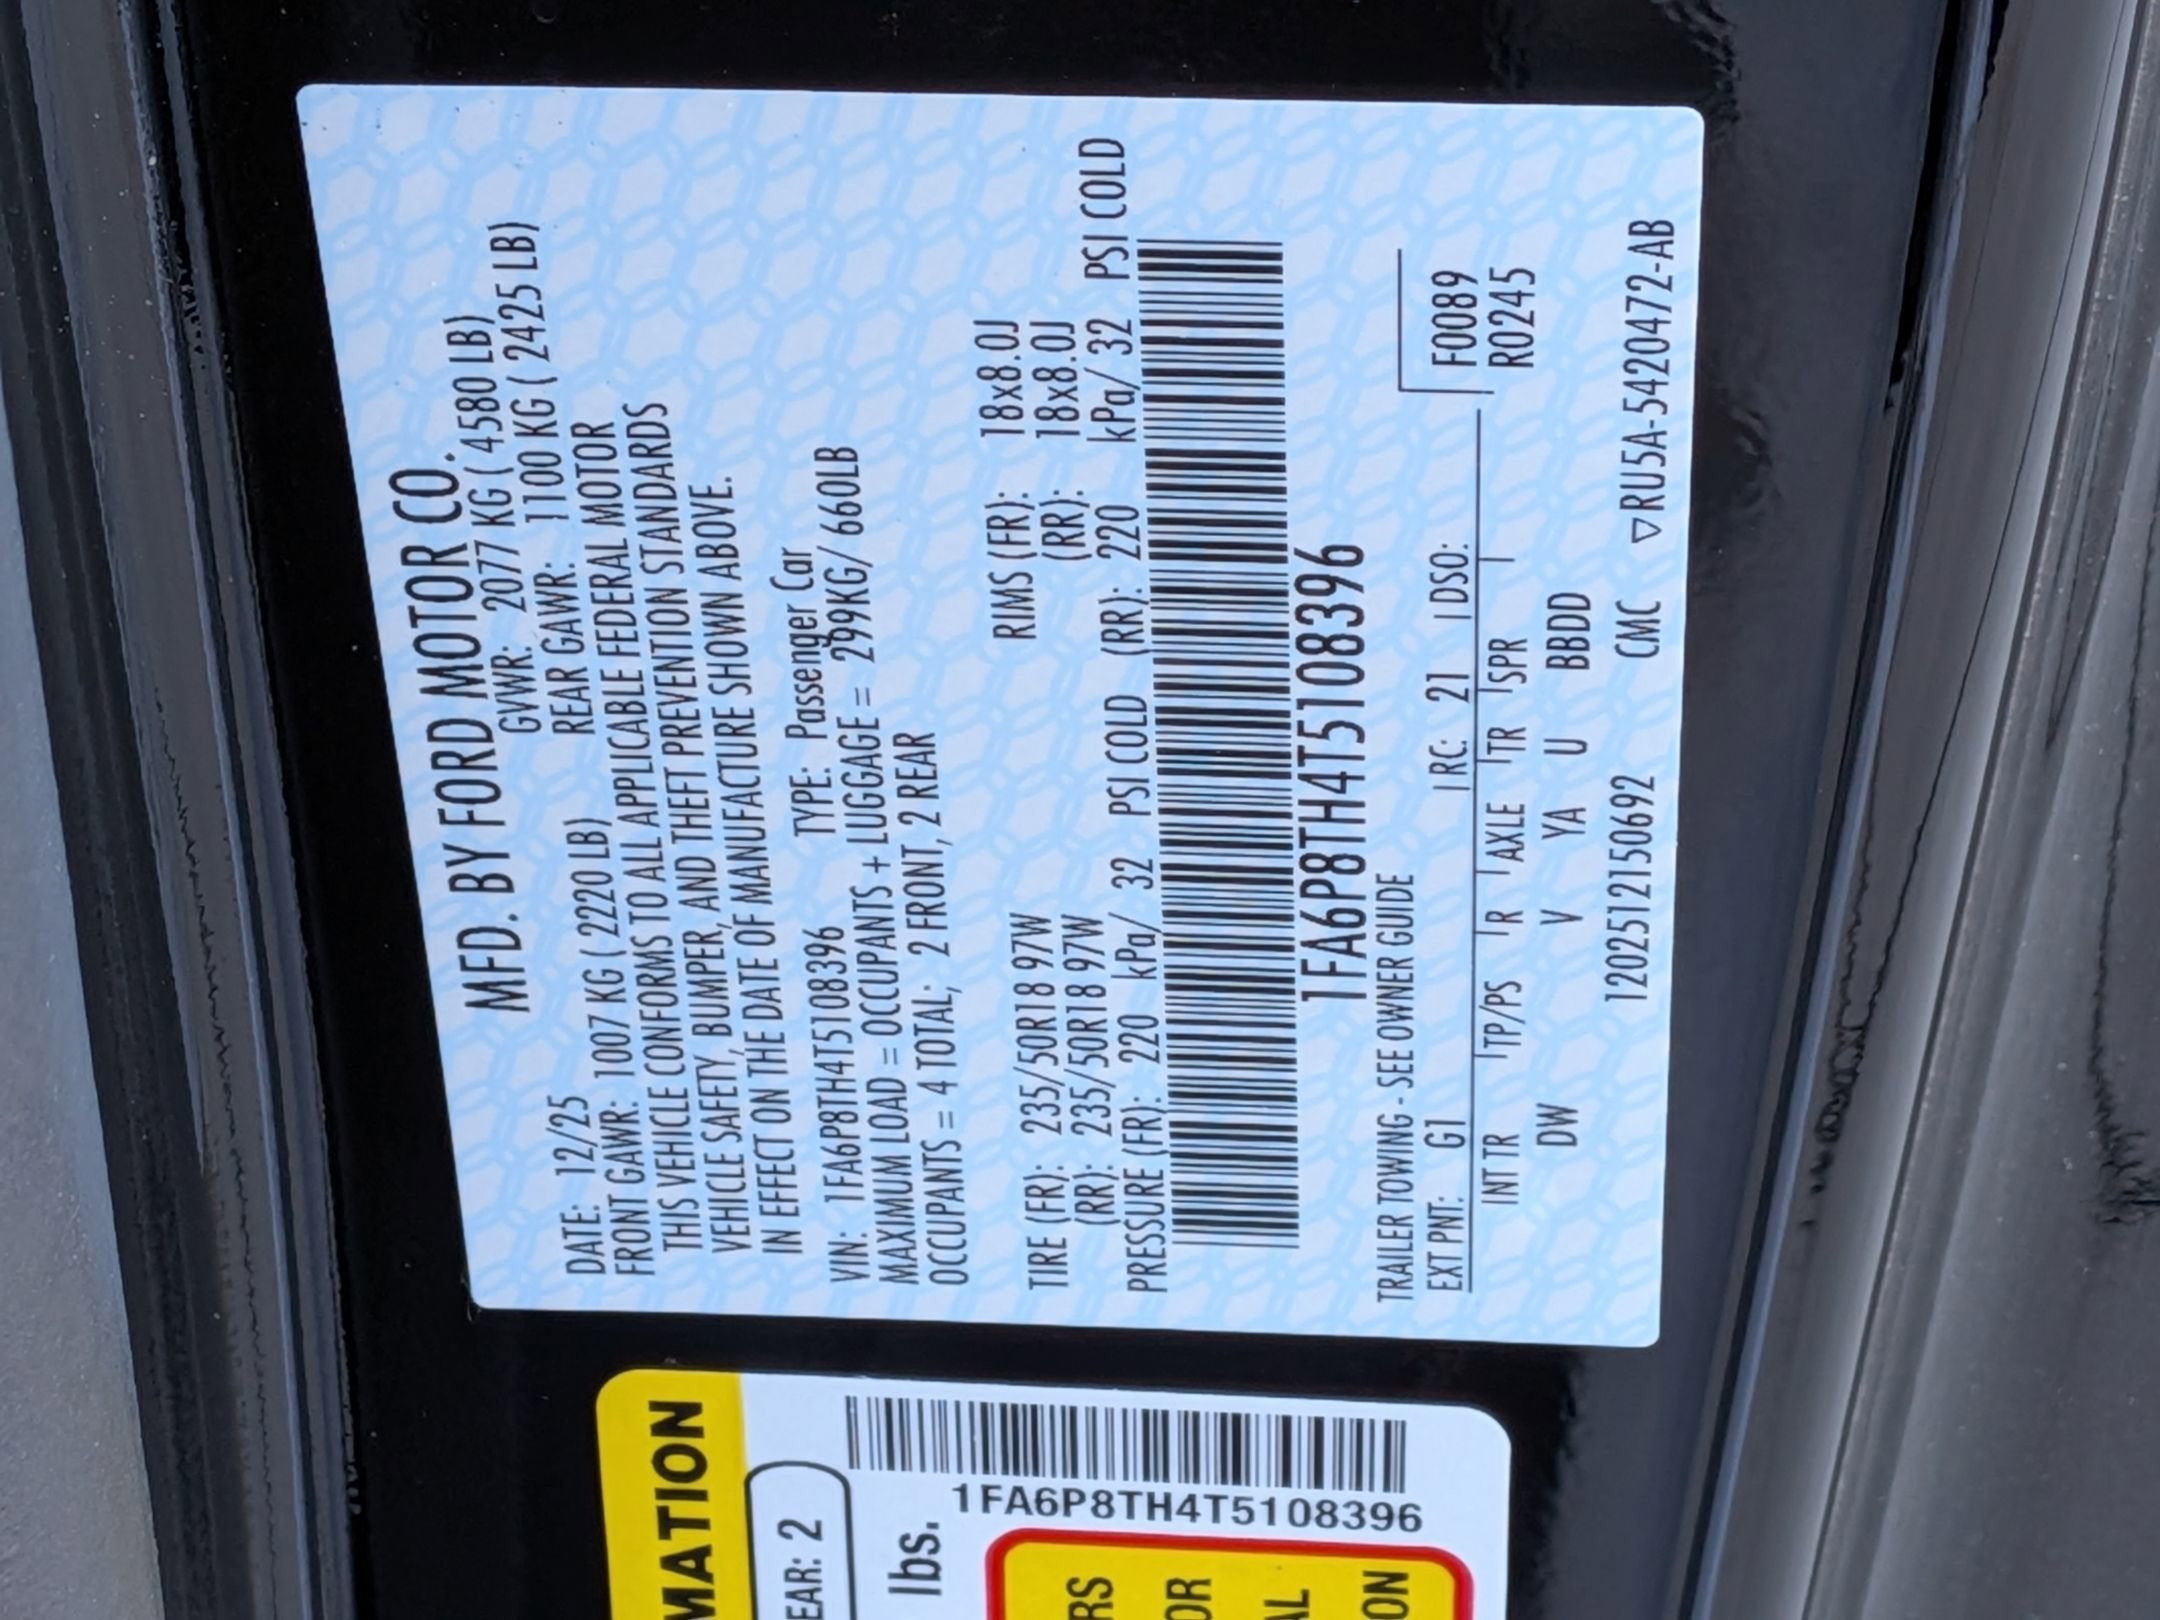 MFD. BY FORD MOTOR CO.
DATE: 12/25 GVWR: 2077 KG ( 4580 LB)
FRONT GAWR: 1007 KG ( 2220 LB) REAR GAWR: 1100 KG ( 2425 LB)
THIS VEHICLE CONFORMS TO ALL APPLICABLE FEDERAL MOTOR
VEHICLE SAFETY, BUMPER, AND THEFT PREVENTION STANDARDS
IN EFFECT ON THE DATE OF MANUFACTURE SHOWN ABOVE.
VIN: 1FA6P8TH4T5108396 TYPE: Passenger Car
MAXIMUM LOAD = OCCUPANTS + LUGGAGE = 299KG/ 660LB
OCCUPANTS = 4 TOTAL; 2 FRONT, 2 REAR
TIRE (FR): 235/50R18 97W RIMS (FR): 18x8.0J
(RR): 235/50R18 97W (RR): 18x8.0J
PRESSURE (FR): 220 kPa/ 32 PSI COLD (RR): 220 kPa/ 32 PSI COLD
1FA6P8TH4T5108396
TRAILER TOWING - SEE OWNER GUIDE
EXT PNT: G1 RC: 21 DSO:
F0089
R0245
INT TR TP/PS R AXLE TR SPR
DW V YA U BBDD
120251215069​2 CMC ▽RU5A-5420472-AB
MATION
EAR: 2
lbs.
1FA6P8TH4T5108396
RS
OR
AL
ON